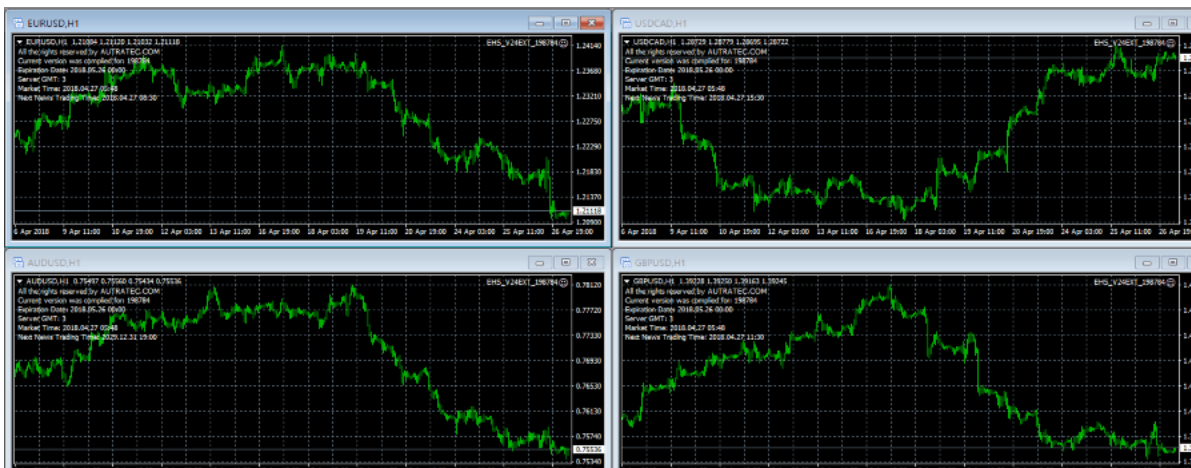 EURUSD,H1
EURUSD,H1 1.21084 1.21120 1.21032 1.21118
EHS_V24EXT_198784
All the rights reserved by AUTRATEC.COM
Current version was compiled for: 198784
Expiration Date: 2018.05.26 00:00
Server GMT: 3
Market Time: 2018.04.27 05:48
Next News Trading Time: 2018.04.27 08:30
1.24140
1.23680
1.23210
1.22750
1.22290
1.21830
1.21370
1.21118
1.20900
6 Apr 2018 9 Apr 11:00 10 Apr 19:00 12 Apr 03:00 13 Apr 11:00 16 Apr 19:00 18 Apr 03:00 19 Apr 11:00 20 Apr 19:00 24 Apr 03:00 25 Apr 11:00 26 Apr 19:00
USDCAD,H1
USDCAD,H1 1.28729 1.28779 1.28695 1.28722
EHS_V24EXT_198784
All the rights reserved by AUTRATEC.COM
Current version was compiled for: 198784
Expiration Date: 2018.05.26 00:00
Server GMT: 3
Market Time: 2018.04.27 05:48
Next News Trading Time: 2018.04.27 15:30
6 Apr 2018 9 Apr 11:00 10 Apr 19:00 12 Apr 03:00 13 Apr 11:00 16 Apr 19:00 18 Apr 03:00 19 Apr 11:00 20 Apr 19:00 24 Apr 03:00 25 Apr 11:00 26 Apr 19
AUDUSD,H1
AUDUSD,H1 0.75497 0.75560 0.75434 0.75536
EHS_V24EXT_198784
All the rights reserved by AUTRATEC.COM
Current version was compiled for: 198784
Expiration Date: 2018.05.26 00:00
Server GMT: 3
Market Time: 2018.04.27 05:48
Next News Trading Time: 2029.12.31 19:00
0.78120
0.77720
0.77330
0.76930
0.76530
0.76130
0.75740
0.75536
0.75340
GBPUSD,H1
GBPUSD,H1 1.39228 1.39250 1.39163 1.39245
EHS_V24EXT_198784
All the rights reserved by AUTRATEC.COM
Current version was compiled for: 198784
Expiration Date: 2018.05.26 00:00
Server GMT: 3
Market Time: 2018.04.27 05:48
Next News Trading Time: 2018.04.27 11:30